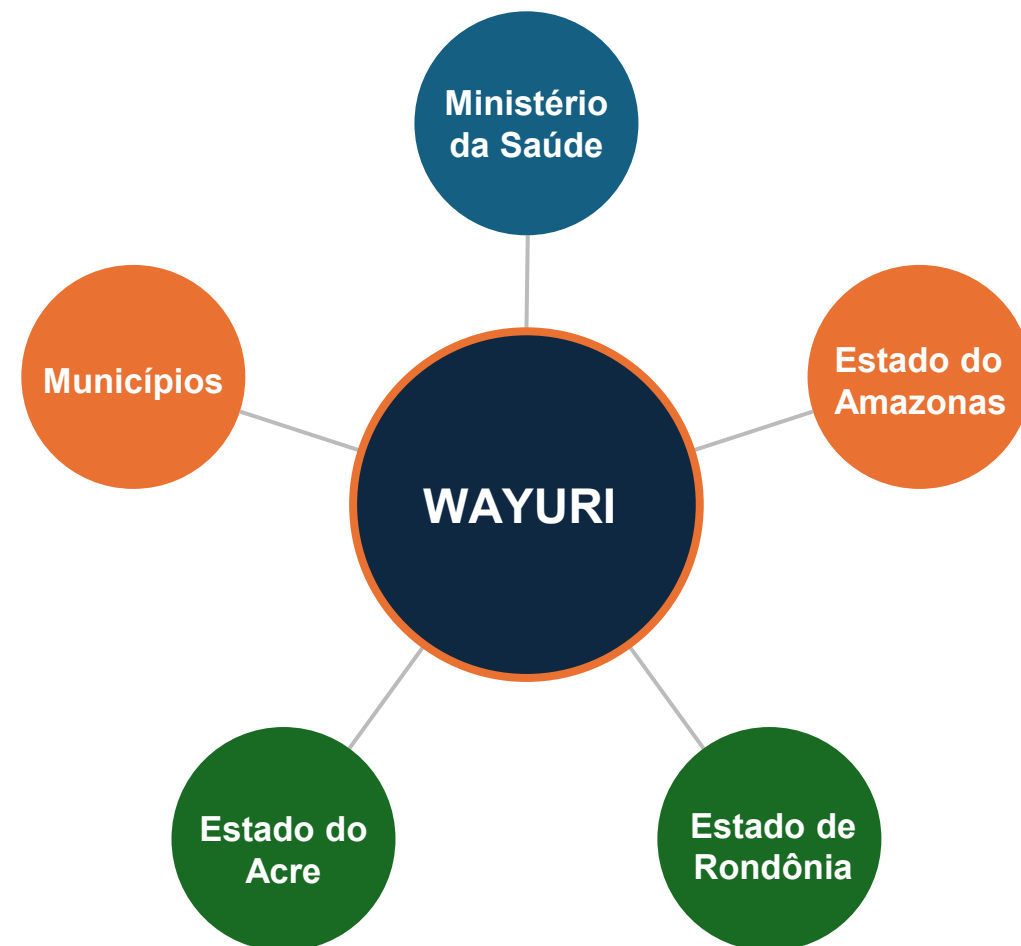 Ministério
da Saúde
Municípios
Estado do
Amazonas
WAYURI
Estado do
Acre
Estado de
Rondônia